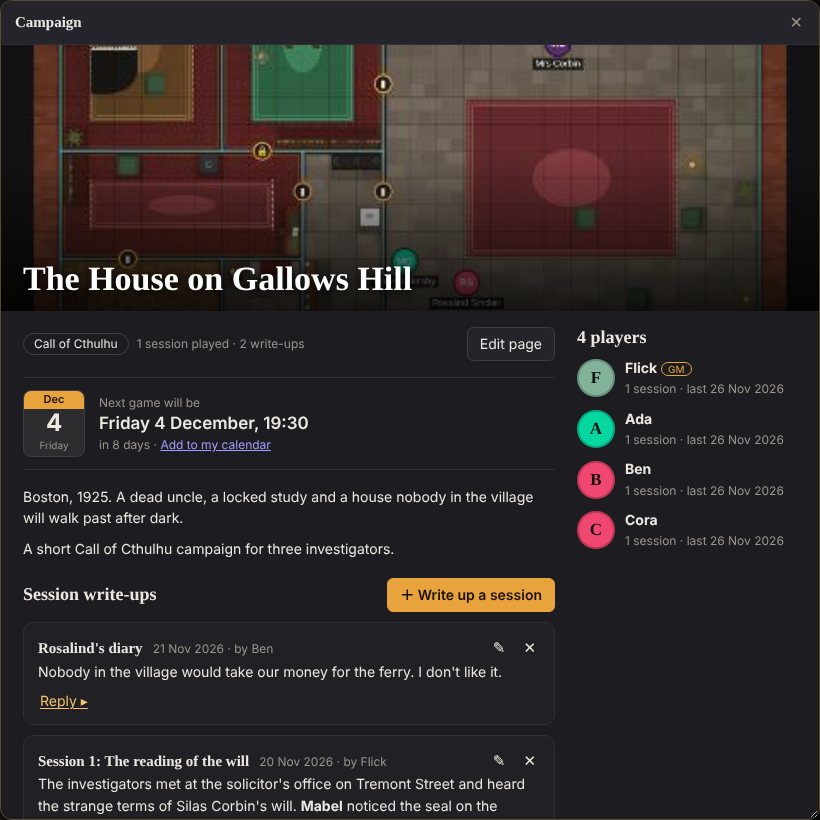 Campaign
Mrs Corbin
RS
Rosalind Sinclair
The House on Gallows Hill
Call of Cthulhu
1 session played · 2 write-ups
Edit page
Dec
4
Friday
Next game will be
Friday 4 December, 19:30
in 8 days · Add to my calendar
Boston, 1925. A dead uncle, a locked study and a house nobody in the village
will walk past after dark.
A short Call of Cthulhu campaign for three investigators.
Session write-ups
+ Write up a session
Rosalind's diary 21 Nov 2026 · by Ben
Nobody in the village would take our money for the ferry. I don't like it.
Reply ▸
Session 1: The reading of the will 20 Nov 2026 · by Flick
The investigators met at the solicitor's office on Tremont Street and heard
the strange terms of Silas Corbin's will. Mabel noticed the seal on the
4 players
F
Flick GM
1 session · last 26 Nov 2026
A
Ada
1 session · last 26 Nov 2026
B
Ben
1 session · last 26 Nov 2026
C
Cora
1 session · last 26 Nov 2026